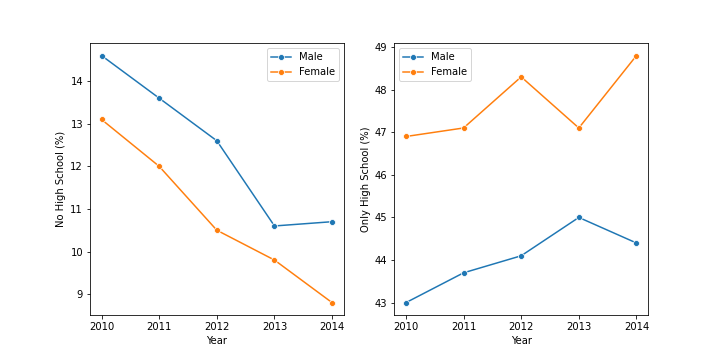 Male
Female
14
13
12
11
10
9
No High School (%)
2010 2011 2012 2013 2014
Year
Male
Female
49
48
47
46
45
44
43
Only High School (%)
2010 2011 2012 2013 2014
Year